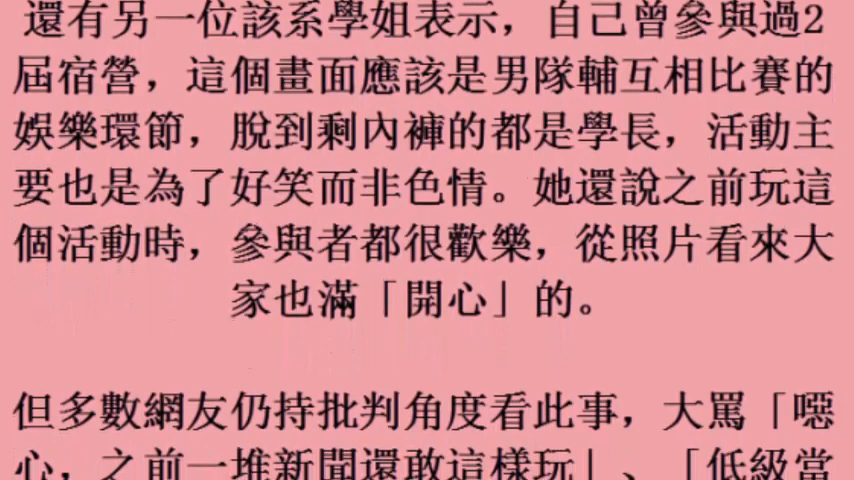 還有另一位該系學姐表示，自己曾參與過2
屆宿營，這個畫面應該是男隊輔互相比賽的
娛樂環節，脫到剩內褲的都是學長，活動主
要也是為了好笑而非色情。她還說之前玩這
個活動時，參與者都很歡樂，從照片看來大
家也滿「開心」的。
但多數網友仍持批判角度看此事，大罵「噁
心，之前一堆新聞還敢這樣玩」、「低級當